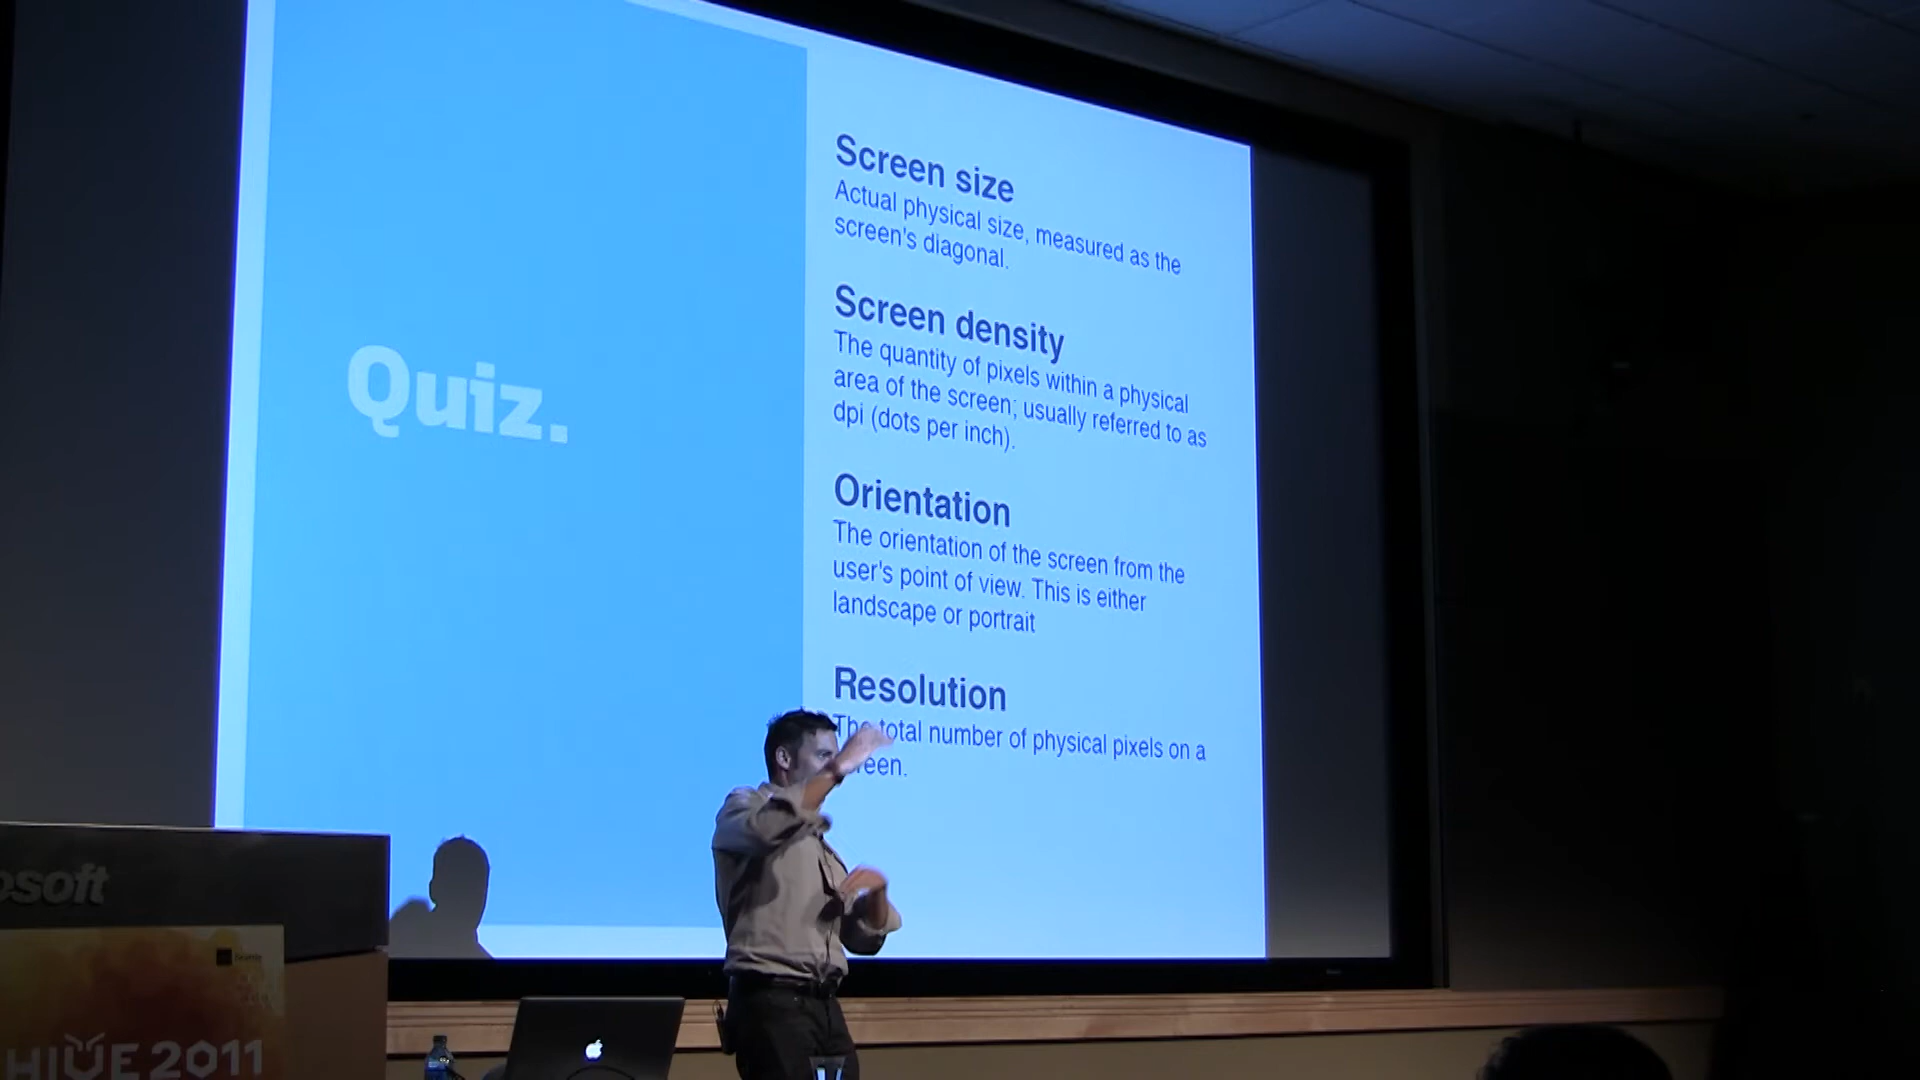 Quiz.
Screen size
Actual physical size, measured as the
screen's diagonal.
Screen density
The quantity of pixels within a physical
area of the screen; usually referred to as
dpi (dots per inch).
Orientation
The orientation of the screen from the
user's point of view. This is either
landscape or portrait
Resolution
The total number of physical pixels on a
reen.
osoft
HIVE 2011